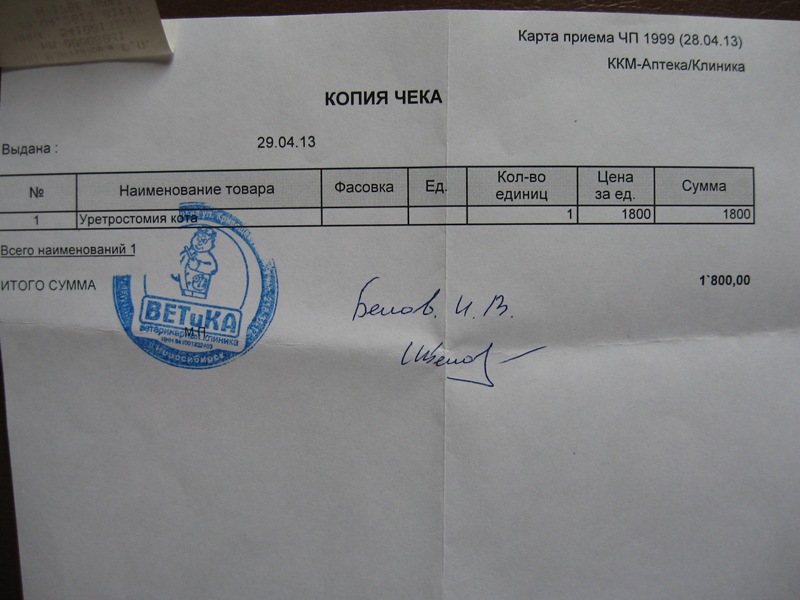 Карта приема ЧП 1999 (28.04.13)
ККМ-Аптека/Клиника
КОПИЯ ЧЕКА
Выдана : 29.04.13
№ Наименование товара Фасовка Ед. Кол-во единиц Цена за ед. Сумма
1 Уретростомия кота 1 1800 1800
Всего наименований 1
ИТОГО СУММА 1`800,00
Белов. И. В.
М.П.
ВЕТиКА
ветеринарная клиника
г.Новосибирск